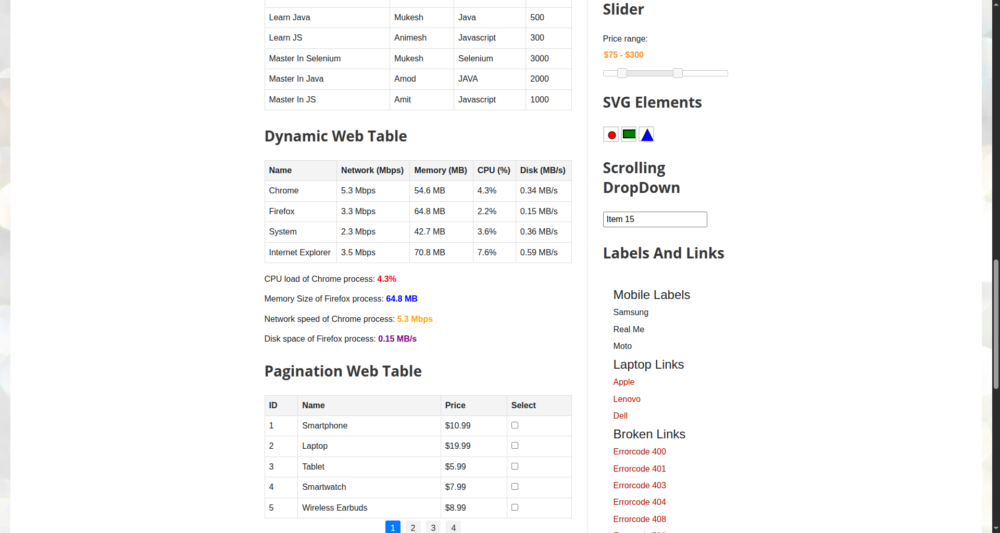 Learn Java Mukesh Java 500
Learn JS Animesh Javascript 300
Master In Selenium Mukesh Selenium 3000
Master In Java Amod JAVA 2000
Master In JS Amit Javascript 1000
Dynamic Web Table
Name Network (Mbps) Memory (MB) CPU (%) Disk (MB/s)
Chrome 5.3 Mbps 54.6 MB 4.3% 0.34 MB/s
Firefox 3.3 Mbps 64.8 MB 2.2% 0.15 MB/s
System 2.3 Mbps 42.7 MB 3.6% 0.36 MB/s
Internet Explorer 3.5 Mbps 70.8 MB 7.6% 0.59 MB/s
CPU load of Chrome process: 4.3%
Memory Size of Firefox process: 64.8 MB
Network speed of Chrome process: 5.3 Mbps
Disk space of Firefox process: 0.15 MB/s
Pagination Web Table
ID Name Price Select
1 Smartphone $10.99
2 Laptop $19.99
3 Tablet $5.99
4 Smartwatch $7.99
5 Wireless Earbuds $8.99
1 2 3 4
Slider
Price range:
$75 - $300
SVG Elements
Scrolling
DropDown
Item 15
Labels And Links
Mobile Labels
Samsung
Real Me
Moto
Laptop Links
Apple
Lenovo
Dell
Broken Links
Errorcode 400
Errorcode 401
Errorcode 403
Errorcode 404
Errorcode 408